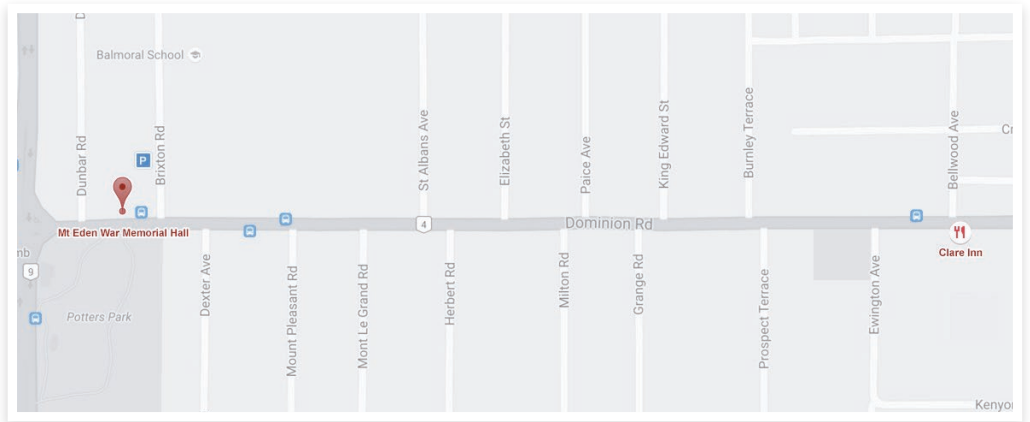 D
Balmoral School
Dunbar Rd
P
Brixton Rd
St Albans Ave
Elizabeth St
Paice Ave
King Edward St
Burnley Terrace
Bellwood Ave
Cr
Mt Eden War Memorial Hall
4
Dominion Rd
Clare Inn
nb
9
Potters Park
Dexter Ave
Mount Pleasant Rd
Mont Le Grand Rd
Herbert Rd
Milton Rd
Grange Rd
Prospect Terrace
Ewington Ave
Kenyo